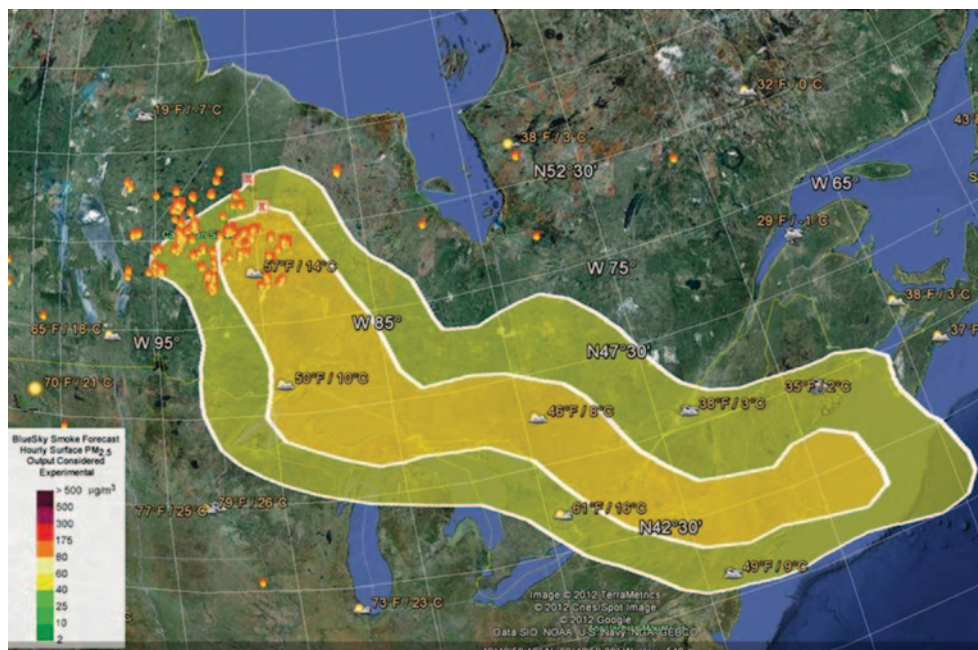 32°F / 0°C
19°F / -7°C
43
38°F / 3°C
N52°30'
W 65°
29°F / -1°C
57°F / 14°C
W 75°
38°F / 3°C
65°F / 18°C
W 95°
W 85°
37°F
N47°30'
70°F / 21°C
50°F / 10°C
35°F / 2°C
38°F / 3°C
46°F / 8°C
BlueSky Smoke Forecast
Hourly Surface PM2.5
Output Considered
Experimental
> 500 µg/m³
500
300
175
80
60
40
25
10
2
77°F / 25°C
79°F / 26°C
61°F / 16°C
N42°30'
49°F / 9°C
73°F / 23°C
Image © 2012 TerraMetrics
© 2012 Cnes/Spot Image
© 2012 Google
Data SIO, NOAA, U.S. Navy, NGA, GEBCO